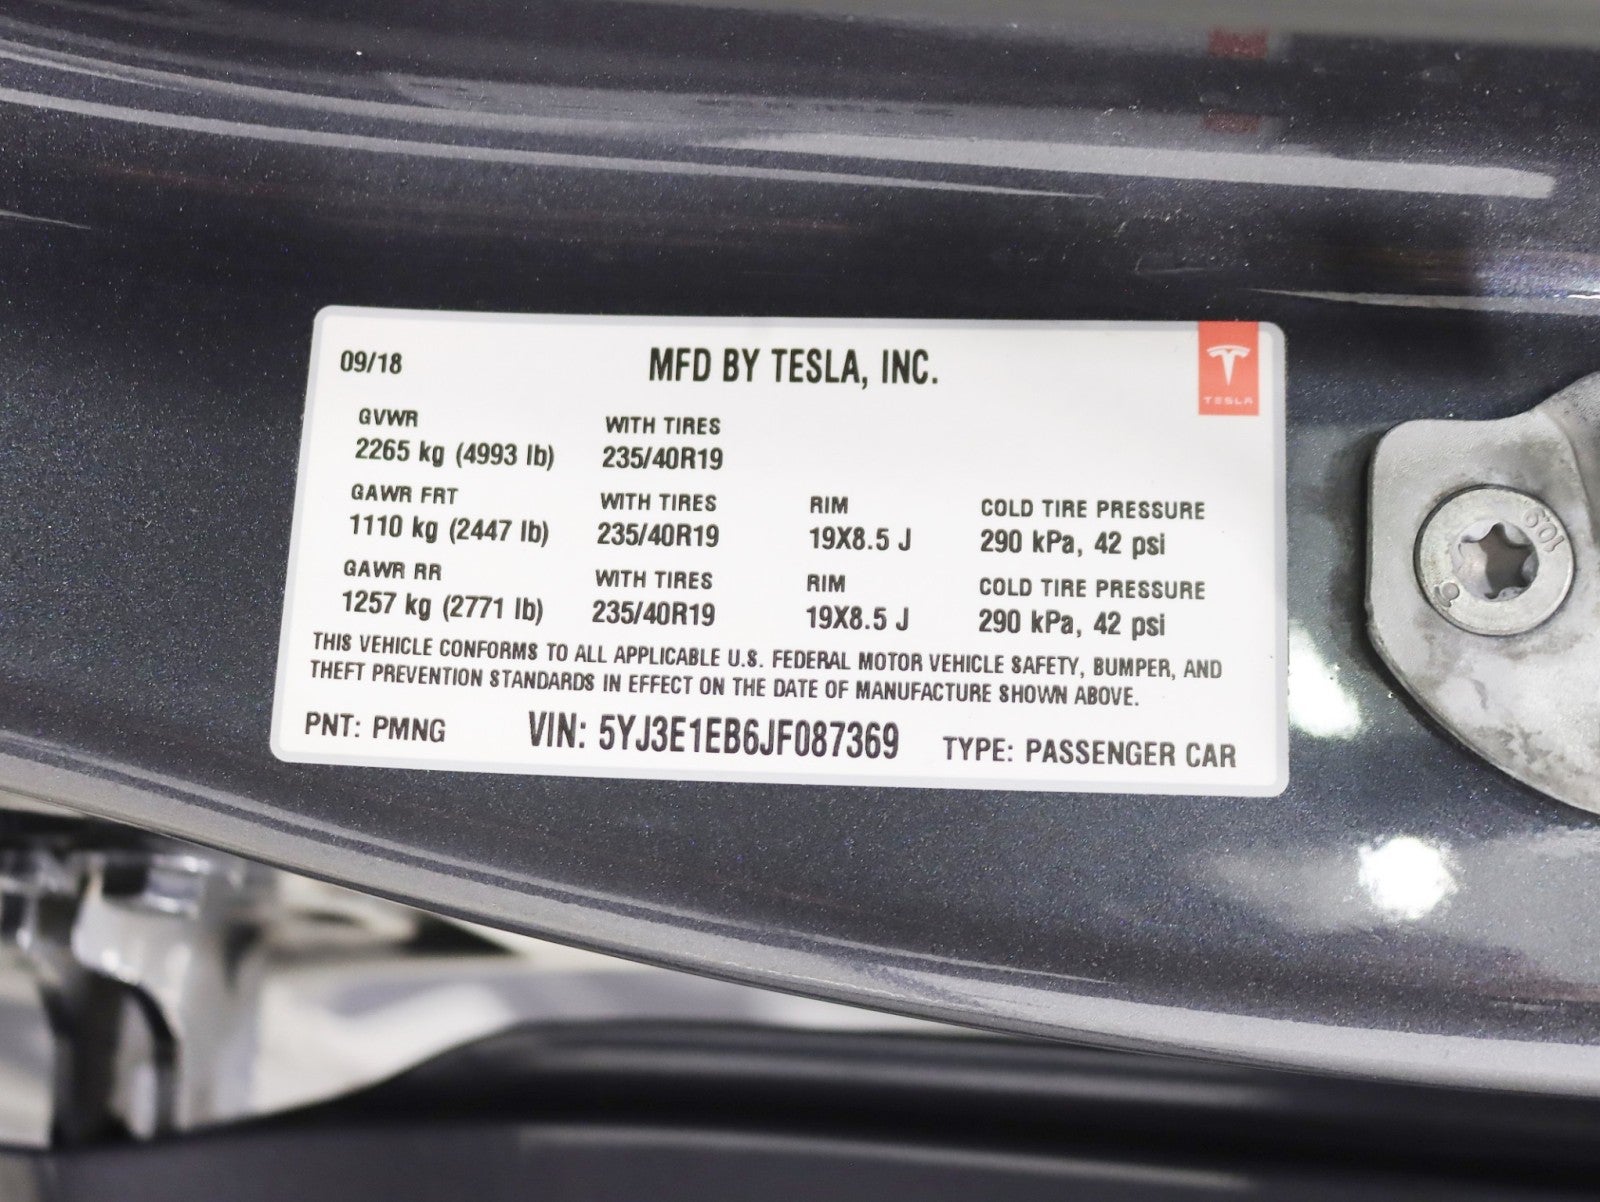 09/18 MFD BY TESLA, INC.
TESLA
GVWR WITH TIRES
2265 kg (4993 lb) 235/40R19
GAWR FRT WITH TIRES RIM COLD TIRE PRESSURE
1110 kg (2447 lb) 235/40R19 19X8.5 J 290 kPa, 42 psi
GAWR RR WITH TIRES RIM COLD TIRE PRESSURE
1257 kg (2771 lb) 235/40R19 19X8.5 J 290 kPa, 42 psi
THIS VEHICLE CONFORMS TO ALL APPLICABLE U.S. FEDERAL MOTOR VEHICLE SAFETY, BUMPER, AND
THEFT PREVENTION STANDARDS IN EFFECT ON THE DATE OF MANUFACTURE SHOWN ABOVE.
PNT: PMNG VIN: 5YJ3E1EB6JF087369 TYPE: PASSENGER CAR
10.9